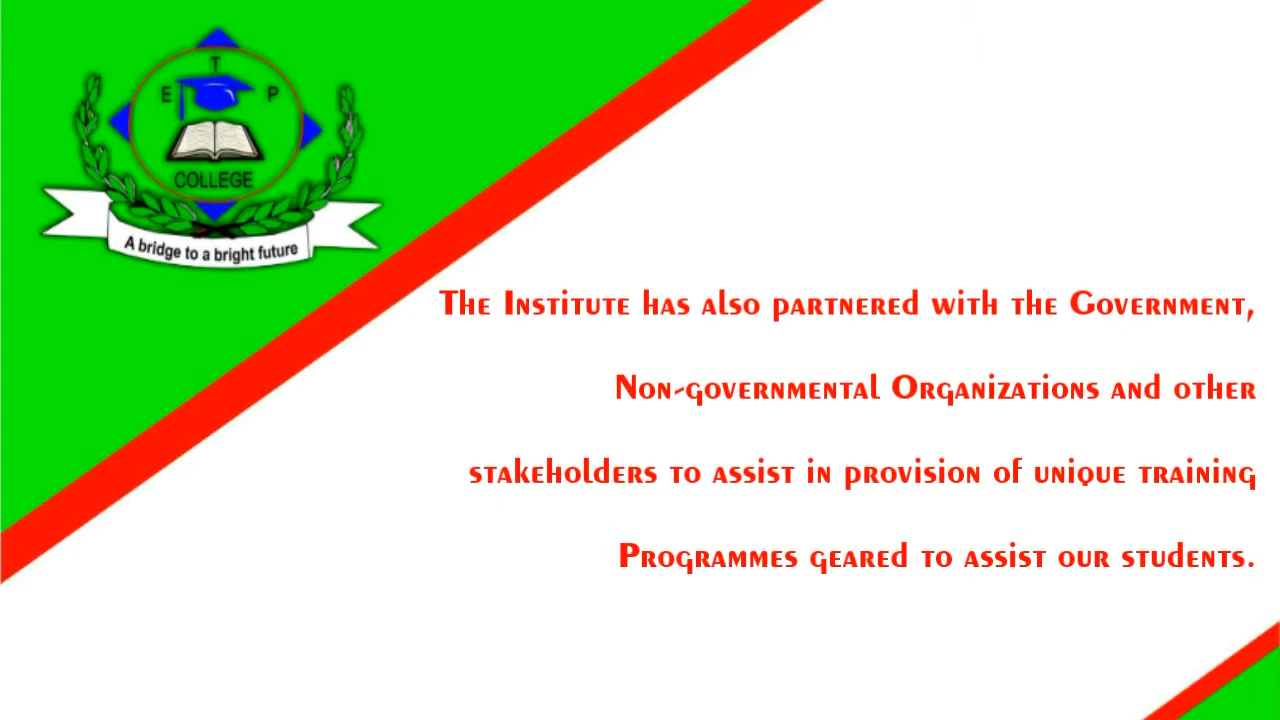 T
E P
COLLEGE
A bridge to a bright future
The Institute has also partnered with the Government,
Non-governmental Organizations and other
stakeholders to assist in provision of unique training
Programmes geared to assist our students.